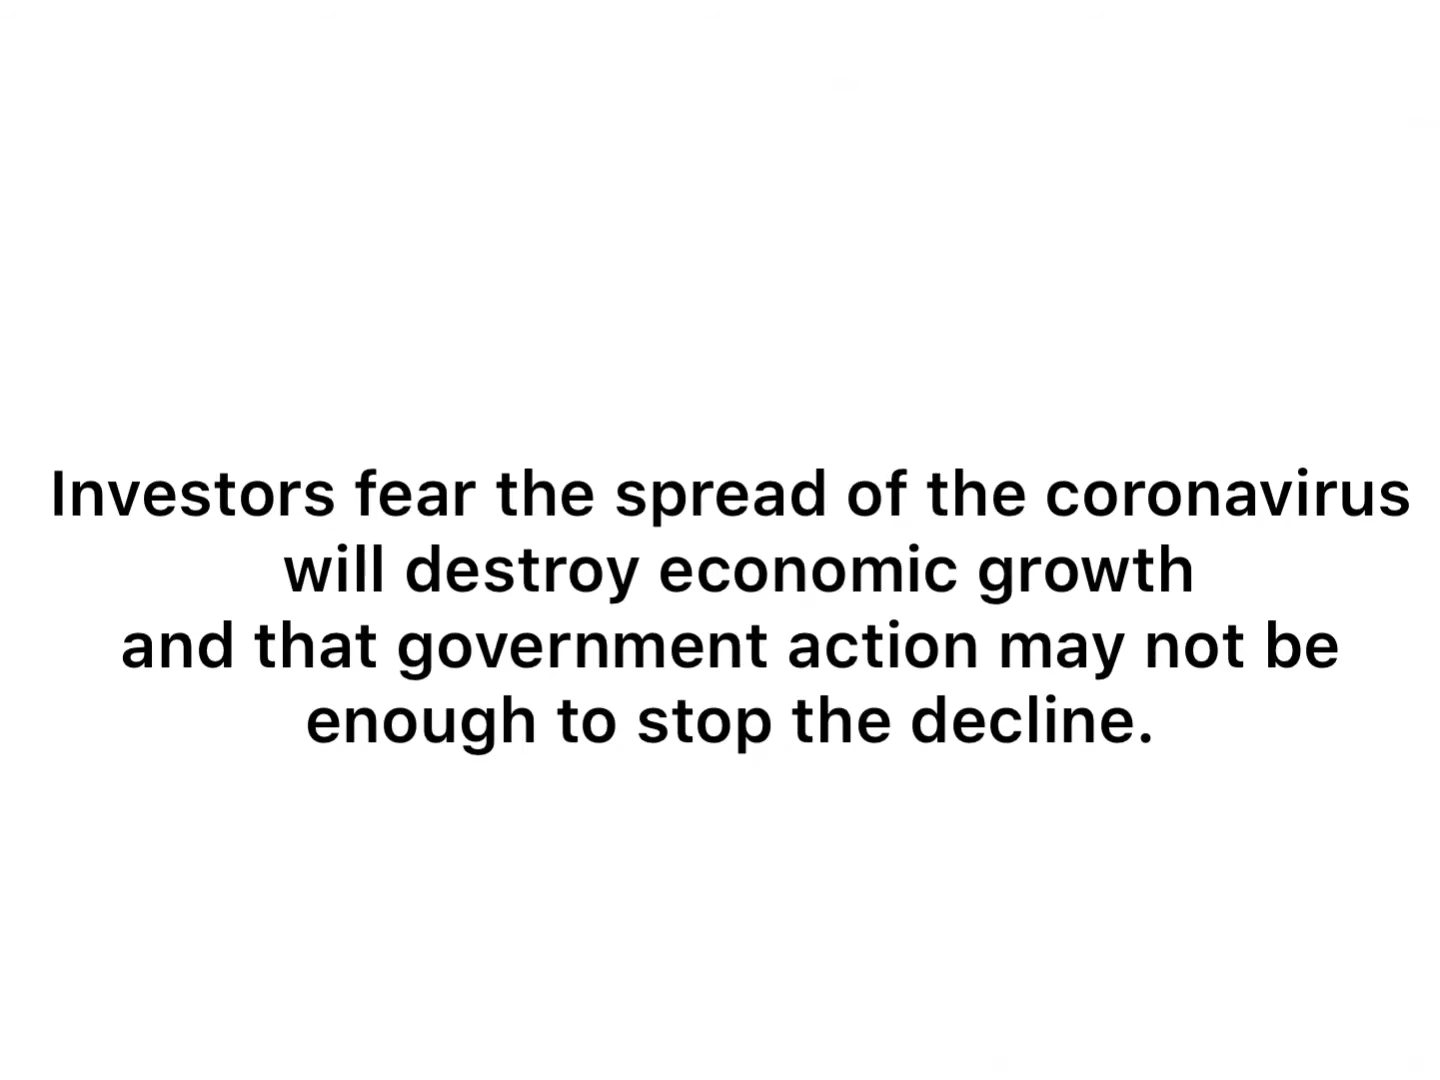 Investors fear the spread of the coronavirus
will destroy economic growth
and that government action may not be
enough to stop the decline.